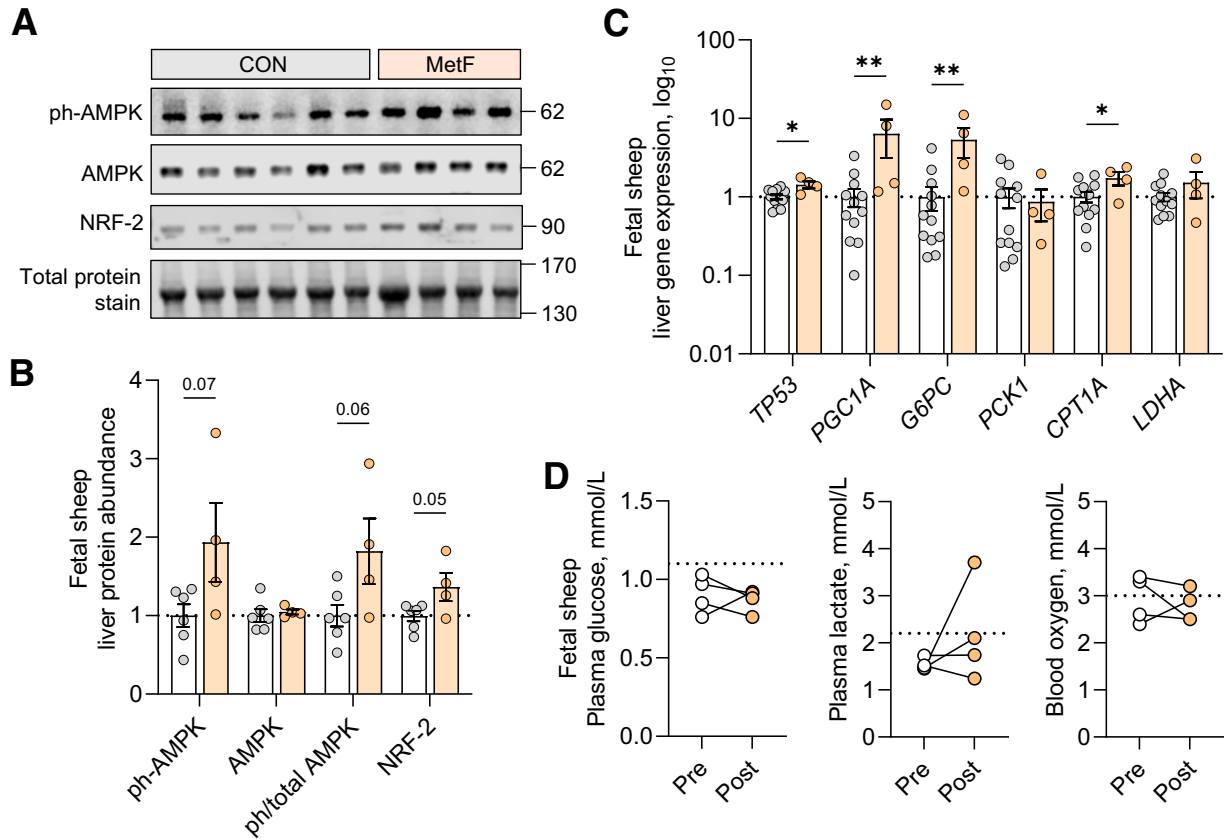 A
CON
MetF
ph-AMPK
62
AMPK
62
NRF-2
90
Total protein
stain
170
130
B
Fetal sheep
liver protein abundance
4
3
2
1
0
0.07
0.06
0.05
ph-AMPK
AMPK
ph/total AMPK
NRF-2
C
Fetal sheep
liver gene expression, log10
100
10
1
0.1
0.01
*
**
**
*
TP53
PGC1A
G6PC
PCK1
CPT1A
LDHA
D
Fetal sheep
Plasma glucose, mmol/L
1.5
1.0
0.5
0.0
Pre
Post
Plasma lactate, mmol/L
5
4
3
2
1
0
Pre
Post
Blood oxygen, mmol/L
5
4
3
2
1
0
Pre
Post